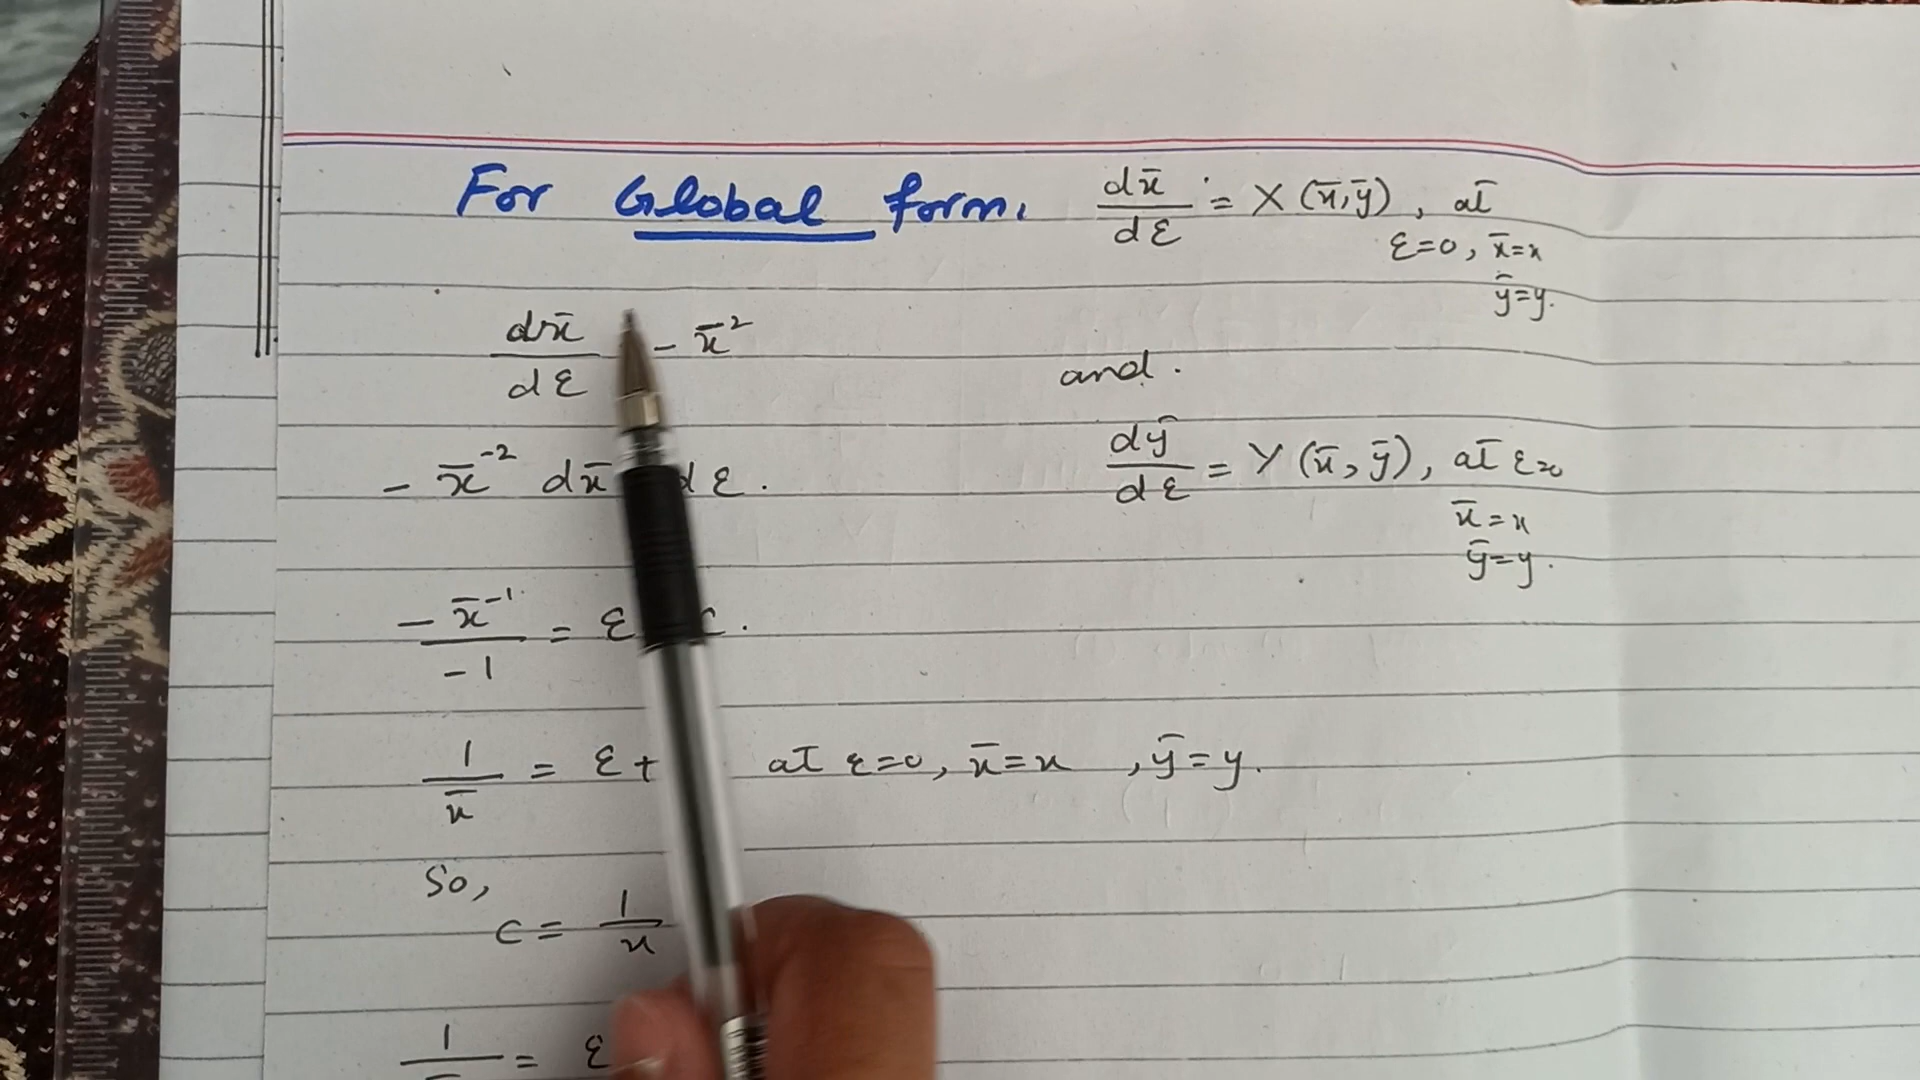 For Global form. dx̄/dε = X (x̄, ȳ), at
ε=0, x̄=x
ȳ=y.
dx̄/dε - x̄²
and.
- x̄⁻² dx̄ dε.
dȳ/dε = Y (x̄, ȳ), at ε=0
x̄=x
ȳ=y.
- x̄⁻¹/-1 = ε c.
1/x̄ = ε + at ε=0, x̄=x , ȳ=y.
So,
c = 1/x
1/ = ε